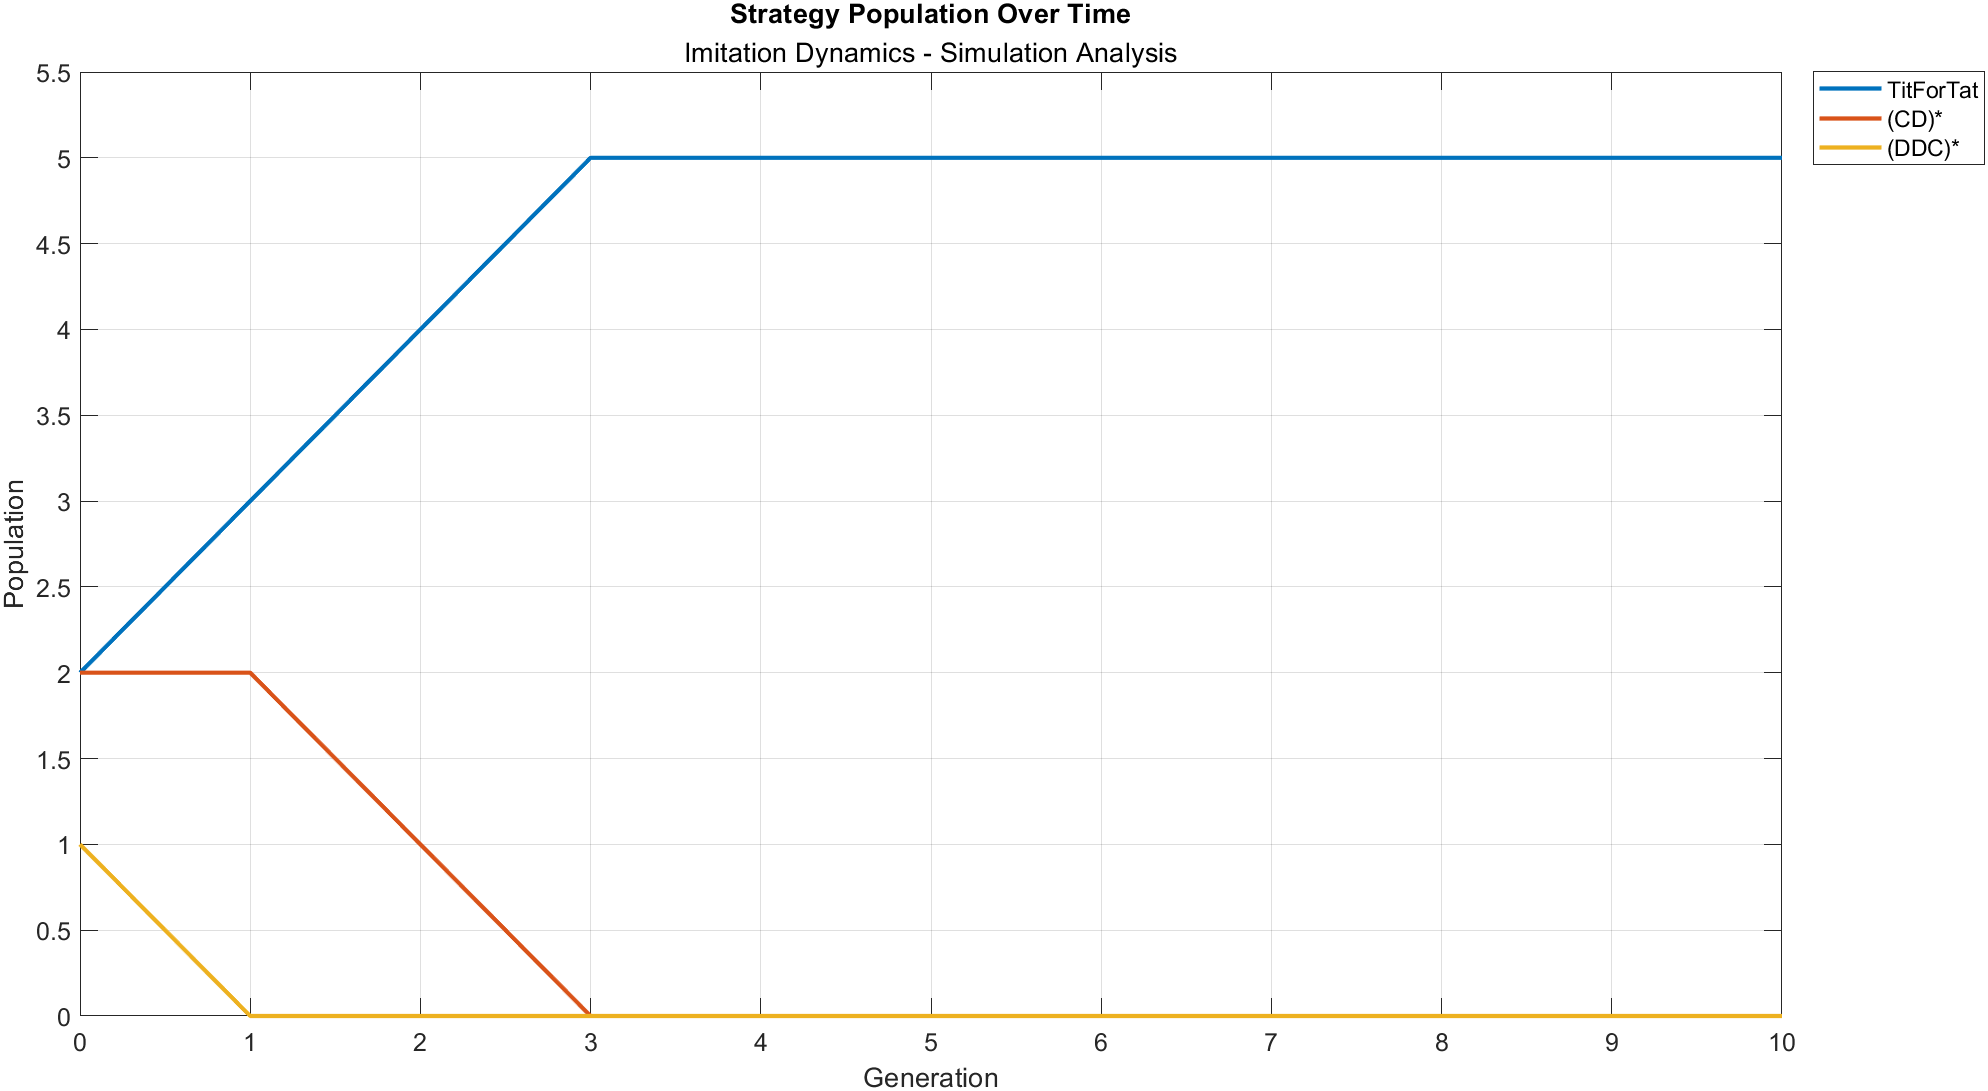 Strategy Population Over Time
Imitation Dynamics - Simulation Analysis
TitForTat
(CD)*
(DDC)*
Population
5.5
5
4.5
4
3.5
3
2.5
2
1.5
1
0.5
0
0 1 2 3 4 5 6 7 8 9 10
Generation